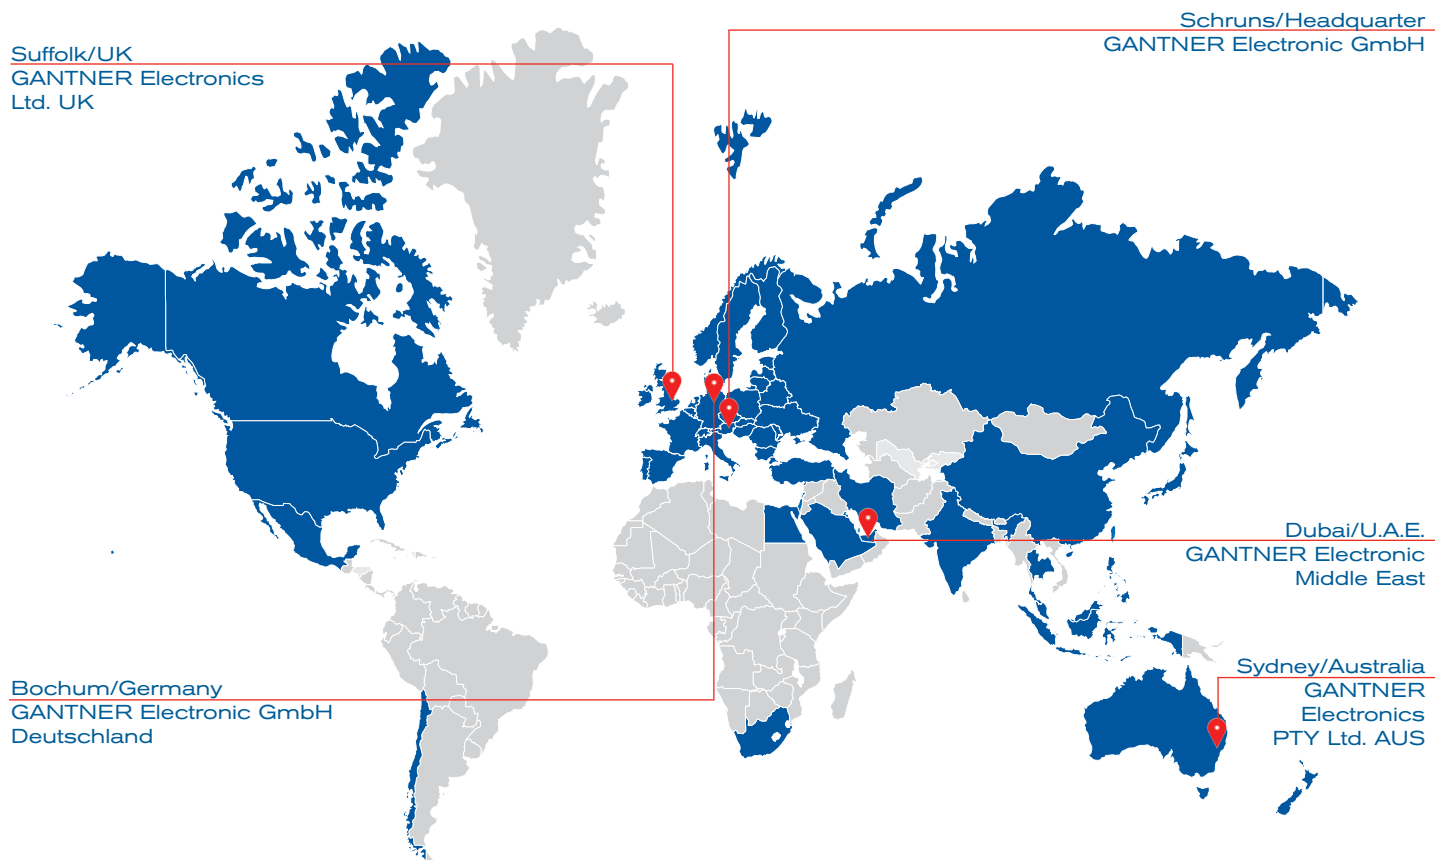 Schruns/Headquarter
GANTNER Electronic GmbH
Suffolk/UK
GANTNER Electronics
Ltd. UK
Dubai/U.A.E.
GANTNER Electronic
Middle East
Sydney/Australia
GANTNER
Electronics
PTY Ltd. AUS
Bochum/Germany
GANTNER Electronic GmbH
Deutschland